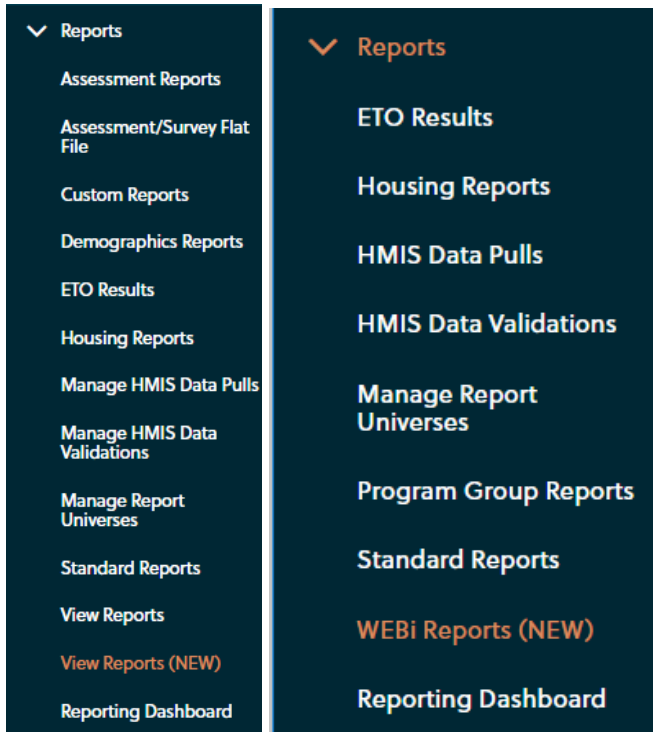 Reports
Assessment Reports
Assessment/Survey Flat
File
Custom Reports
Demographics Reports
ETO Results
Housing Reports
Manage HMIS Data Pulls
Manage HMIS Data
Validations
Manage Report
Universes
Standard Reports
View Reports
View Reports (NEW)
Reporting Dashboard
Reports
ETO Results
Housing Reports
HMIS Data Pulls
HMIS Data Validations
Manage Report
Universes
Program Group Reports
Standard Reports
WEBi Reports (NEW)
Reporting Dashboard